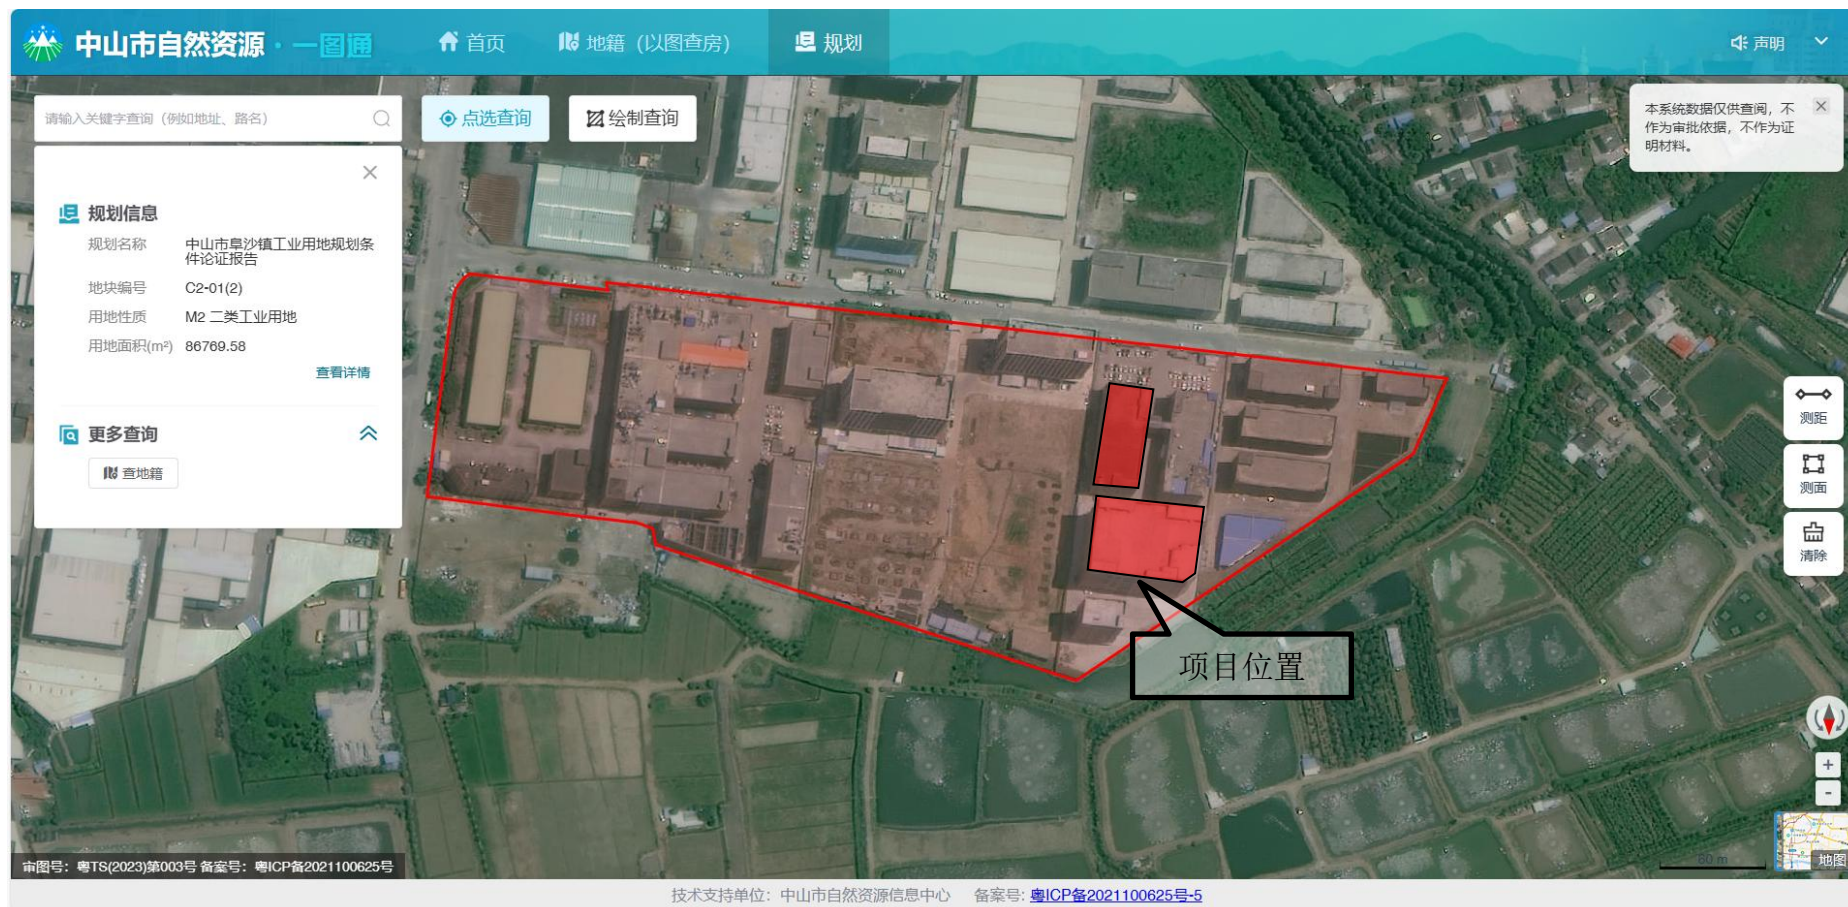 中山市自然资源·一图通
首页
地籍（以图查房）
规划
声明
请输入关键字查询（例如地址、路名）
点选查询
绘制查询
本系统数据仅供查阅，不
作为审批依据，不作为证
明材料。
规划信息
规划名称 中山市阜沙镇工业用地规划条
件论证报告
地块编号 C2-01(2)
用地性质 M2 二类工业用地
用地面积(m²) 86769.58
查看详情
更多查询
查地籍
测距
测面
清除
项目位置
+
-
60 m
地图
审图号：粤TS(2023)第003号 备案号：粤ICP备2021100625号
技术支持单位：中山市自然资源信息中心 备案号: 粤ICP备2021100625号-5